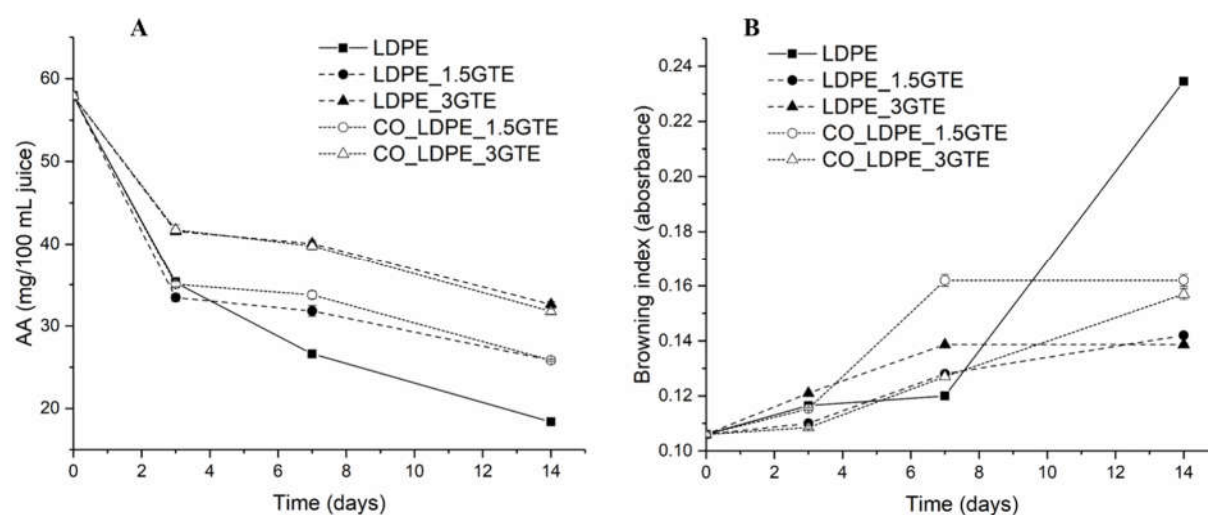 A
LDPE
LDPE_1.5GTE
LDPE_3GTE
CO_LDPE_1.5GTE
CO_LDPE_3GTE
60
50
40
30
20
AA (mg/100 mL juice)
0 2 4 6 8 10 12 14
Time (days)
B
LDPE
LDPE_1.5GTE
LDPE_3GTE
CO_LDPE_1.5GTE
CO_LDPE_3GTE
0.24
0.22
0.20
0.18
0.16
0.14
0.12
0.10
Browning index (abosrbance)
0 2 4 6 8 10 12 14
Time (days)